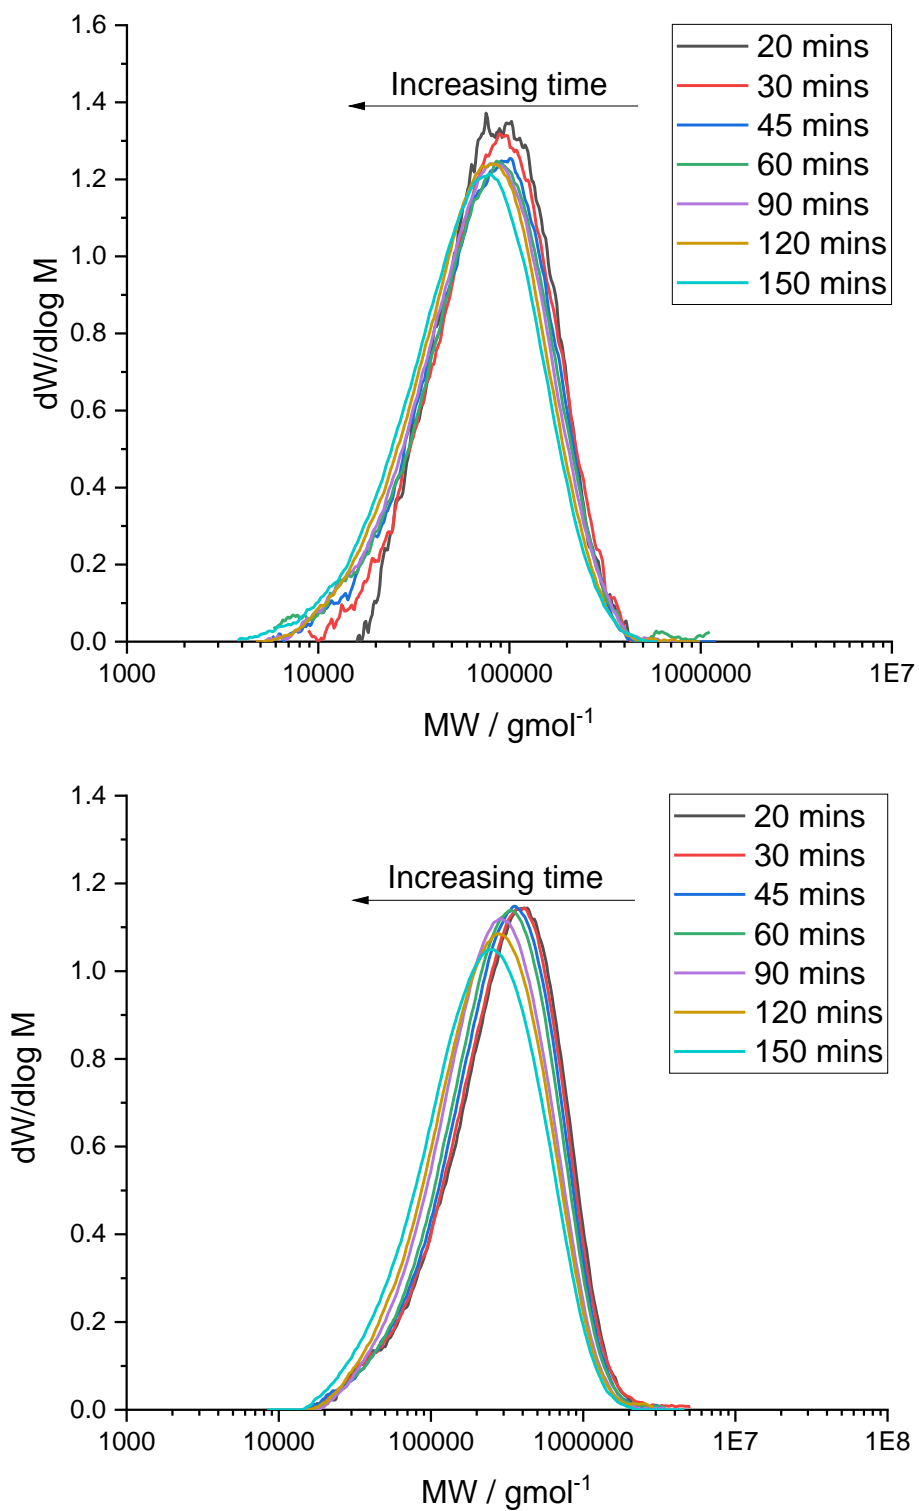 1.6
1.4
1.2
1.0
0.8
0.6
0.4
0.2
0.0
dW/dlog M
Increasing time
20 mins
30 mins
45 mins
60 mins
90 mins
120 mins
150 mins
1000 10000 100000 1000000 1E7
MW / gmol⁻¹
1.4
1.2
1.0
0.8
0.6
0.4
0.2
0.0
dW/dlog M
Increasing time
20 mins
30 mins
45 mins
60 mins
90 mins
120 mins
150 mins
1000 10000 100000 1000000 1E7 1E8
MW / gmol⁻¹